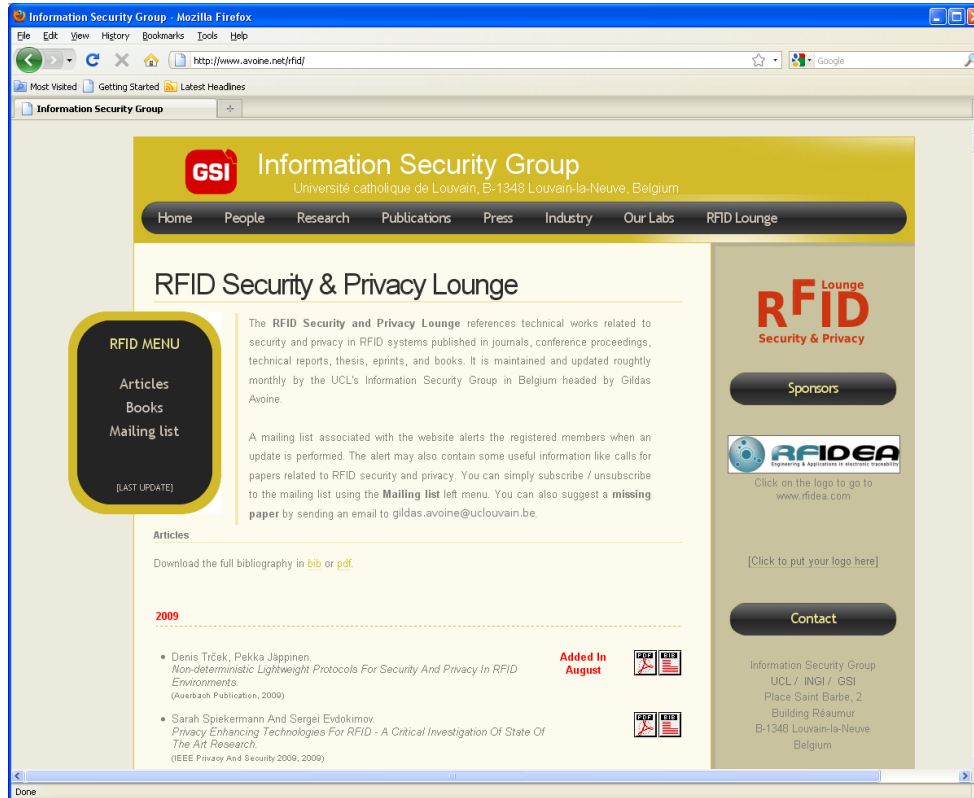 Information Security Group - Mozilla Firefox
File Edit View History Bookmarks Tools Help
http://www.avoine.net/rfid/
Google
Most Visited Getting Started Latest Headlines
Information Security Group
GSI
Information Security Group
Université catholique de Louvain, B-1348 Louvain-la-Neuve, Belgium
Home People Research Publications Press Industry Our Labs RFID Lounge
RFID Security & Privacy Lounge
RFID MENU
Articles
Books
Mailing list
[LAST UPDATE]
The RFID Security and Privacy Lounge references technical works related to
security and privacy in RFID systems published in journals, conference proceedings,
technical reports, thesis, eprints, and books. It is maintained and updated roughtly
monthly by the UCL's Information Security Group in Belgium headed by Gildas
Avoine.
A mailing list associated with the website alerts the registered members when an
update is performed. The alert may also contain some useful information like calls for
papers related to RFID security and privacy. You can simply subscribe / unsubscribe
to the mailing list using the Mailing list left menu. You can also suggest a missing
paper by sending an email to gildas.avoine@uclouvain.be.
Articles
Download the full bibliography in bib or pdf.
2009
Denis Trček, Pekka Jäppinen.
Non-deterministic Lightweight Protocols For Security And Privacy In RFID
Environments.
(Auerbach Publication, 2009)
Added In
August
PDF BIB
Sarah Spiekermann And Sergei Evdokimov.
Privacy Enhancing Technologies For RFID - A Critical Investigation Of State Of
The Art Research.
(IEEE Privacy And Security 2009, 2009)
PDF BIB
RFID
Lounge
Security & Privacy
Sponsors
RFIDEA
Engineering & Applications in electronic traceability
Click on the logo to go to
www.rfidea.com
[Click to put your logo here]
Contact
Information Security Group
UCL / INGI / GSI
Place Saint Barbe, 2
Building Réaumur
B-1348 Louvain-la-Neuve
Belgium
Done